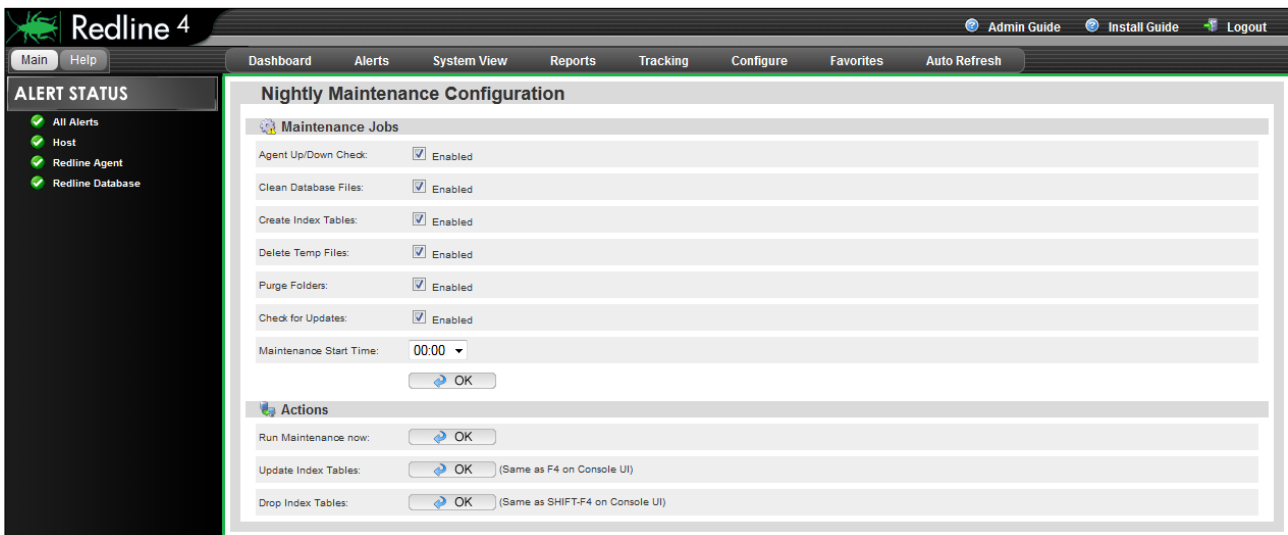 Redline 4
Admin Guide Install Guide Logout
Main Help
Dashboard Alerts System View Reports Tracking Configure Favorites Auto Refresh
ALERT STATUS
All Alerts
Host
Redline Agent
Redline Database
Nightly Maintenance Configuration
Maintenance Jobs
Agent Up/Down Check: Enabled
Clean Database Files: Enabled
Create Index Tables: Enabled
Delete Temp Files: Enabled
Purge Folders: Enabled
Check for Updates: Enabled
Maintenance Start Time: 00:00
OK
Actions
Run Maintenance now: OK
Update Index Tables: OK (Same as F4 on Console UI)
Drop Index Tables: OK (Same as SHIFT-F4 on Console UI)